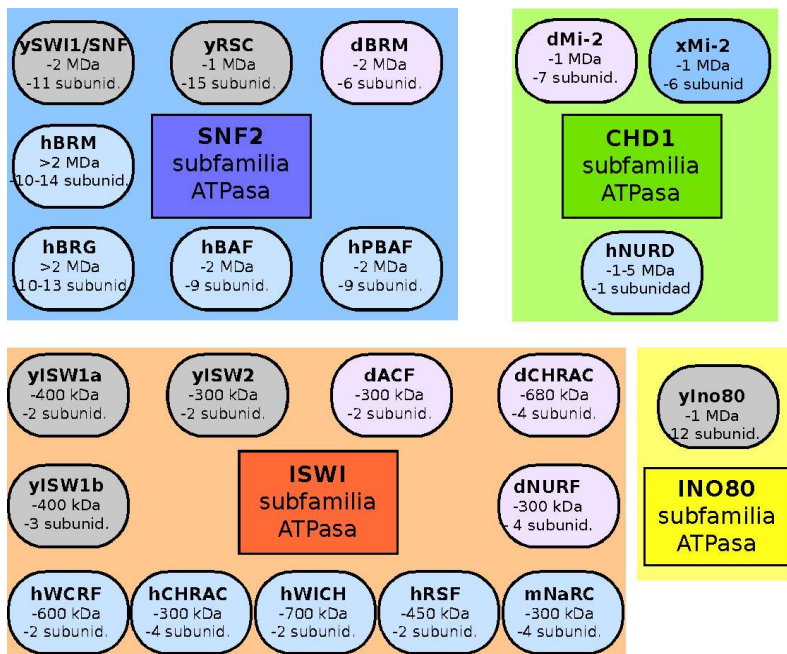 ySWI1/SNF
-2 MDa
-11 subunid.
yRSC
-1 MDa
-15 subunid.
dBRM
-2 MDa
-6 subunid.
hBRM
>2 MDa
-10-14 subunid.
SNF2
subfamilia
ATPasa
hBRG
>2 MDa
-10-13 subunid.
hBAF
-2 MDa
-9 subunid.
hPBAF
-2 MDa
-9 subunid.
dMi-2
-1 MDa
-7 subunid.
xMi-2
-1 MDa
-6 subunid
CHD1
subfamilia
ATPasa
hNURD
-1-5 MDa
-1 subunidad
yISW1a
-400 kDa
-2 subunid.
yISW2
-300 kDa
-2 subunid.
dACF
-300 kDa
-2 subunid.
dCHRAC
-680 kDa
-4 subunid.
yISW1b
-400 kDa
-3 subunid.
ISWI
subfamilia
ATPasa
dNURF
-300 kDa
- 4 subunid.
hWCRF
-600 kDa
-2 subunid.
hCHRAC
-300 kDa
-4 subunid.
hWICH
-700 kDa
-2 subunid.
hRSF
-450 kDa
-2 subunid.
mNaRC
-300 kDa
-4 subunid.
yIno80
-1 MDa
12 subunid.
INO80
subfamilia
ATPasa